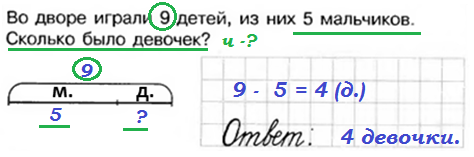 Во дворе играли 9 детей, из них 5 мальчиков.
Сколько было девочек? ч -?
9
м. д.
5 ?
9 - 5 = 4 (д.)
Ответ: 4 девочки.